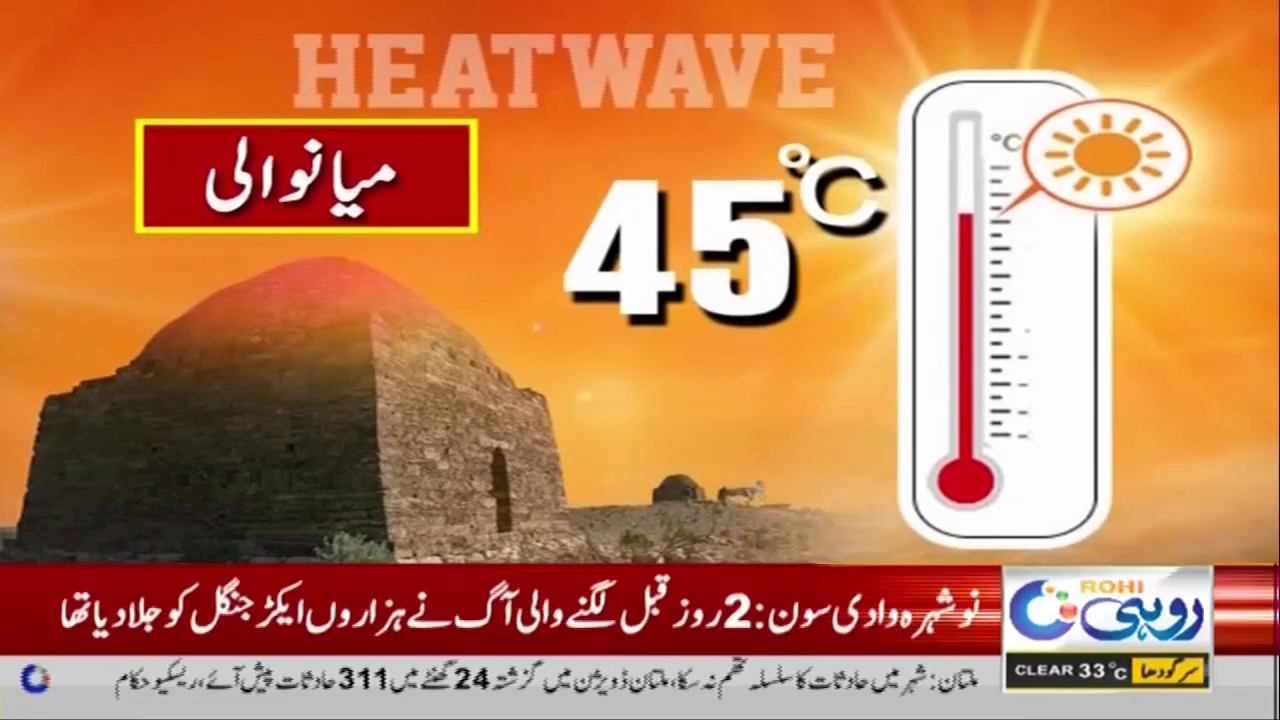 HEATWAVE
میانوالی
45°C
°C
نوشہرہ وادی سون: 2 روز قبل لگنے والی آگ نے ہزاروں ایکڑ جنگل کو جلا دیا تھا
ROHI
روہی
ملتان: شہر میں حادثات کا سلسلہ تھم نہ سکا، ملتان ڈویژن میں گزشتہ 24 گھنٹے میں 311 حادثات پیش آئے، ریسکیو حکام
CLEAR 33°C سرگودھا